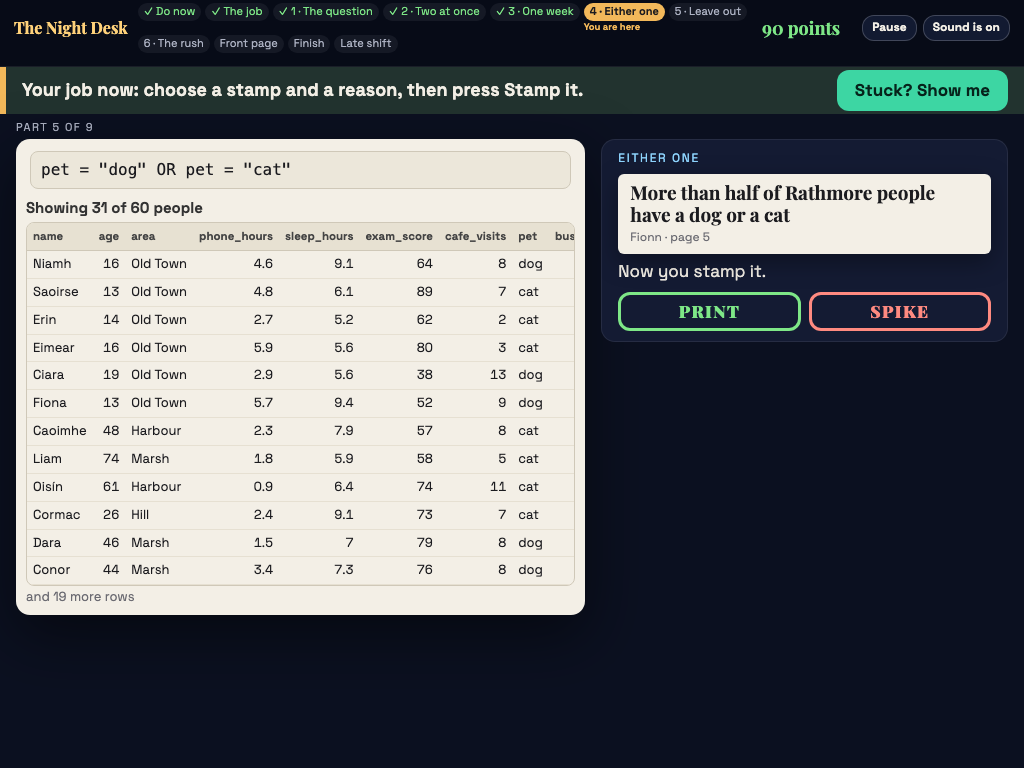 The Night Desk
✓ Do now
✓ The job
✓ 1 · The question
✓ 2 · Two at once
✓ 3 · One week
4 · Either one
5 · Leave out
You are here
6 · The rush
Front page
Finish
Late shift
90 points
Pause
Sound is on
Your job now: choose a stamp and a reason, then press Stamp it.
Stuck? Show me
PART 5 OF 9
pet = "dog" OR pet = "cat"
Showing 31 of 60 people
name age area phone_hours sleep_hours exam_score cafe_visits pet bus
Niamh 16 Old Town 4.6 9.1 64 8 dog
Saoirse 13 Old Town 4.8 6.1 89 7 cat
Erin 14 Old Town 2.7 5.2 62 2 cat
Eimear 16 Old Town 5.9 5.6 80 3 cat
Ciara 19 Old Town 2.9 5.6 38 13 dog
Fiona 13 Old Town 5.7 9.4 52 9 dog
Caoimhe 48 Harbour 2.3 7.9 57 8 cat
Liam 74 Marsh 1.8 5.9 58 5 cat
Oisín 61 Harbour 0.9 6.4 74 11 cat
Cormac 26 Hill 2.4 9.1 73 7 cat
Dara 46 Marsh 1.5 7 79 8 dog
Conor 44 Marsh 3.4 7.3 76 8 dog
and 19 more rows
EITHER ONE
More than half of Rathmore people
have a dog or a cat
Fionn · page 5
Now you stamp it.
PRINT
SPIKE